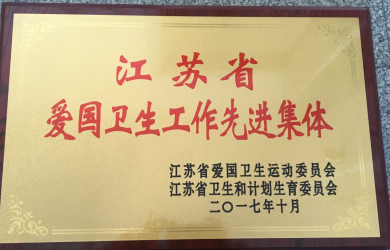 江苏省
爱国卫生工作先进集体
江苏省爱国卫生运动委员会
江苏省卫生和计划生育委员会
二〇一七年十月